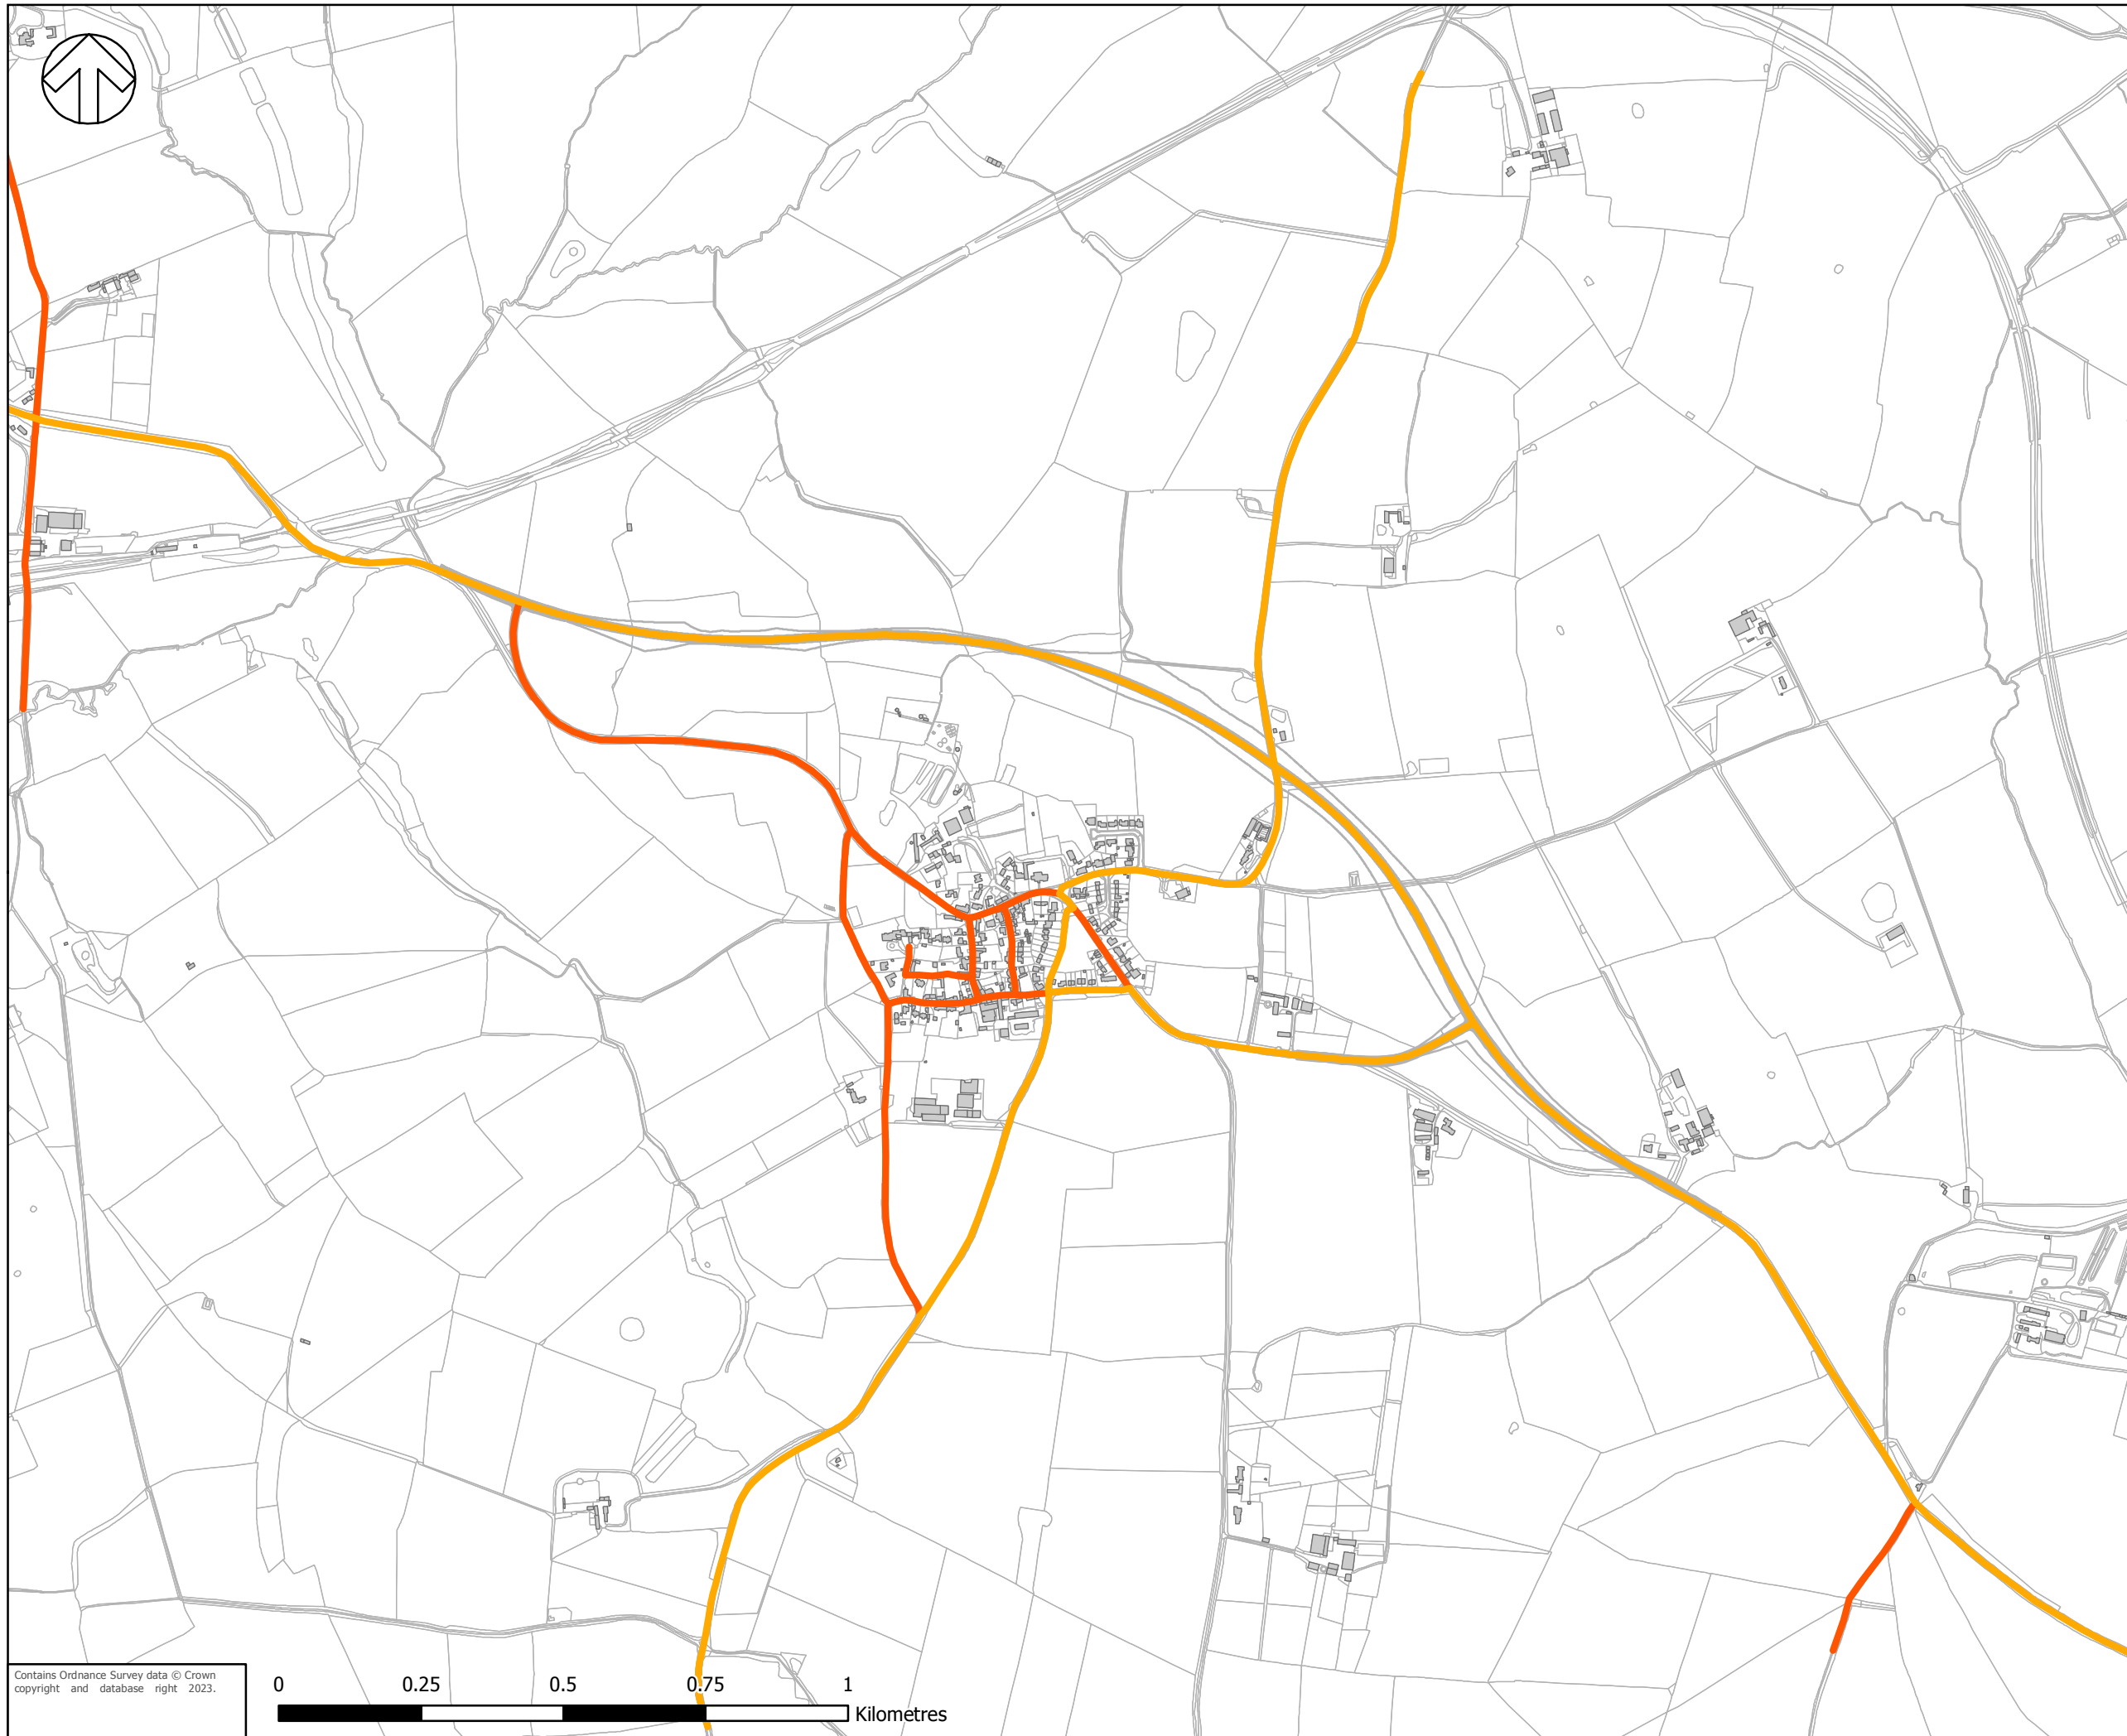 Contains Ordnance Survey data © Crown
copyright and database right 2023.
0 0.25 0.5 0.75 1
Kilometres